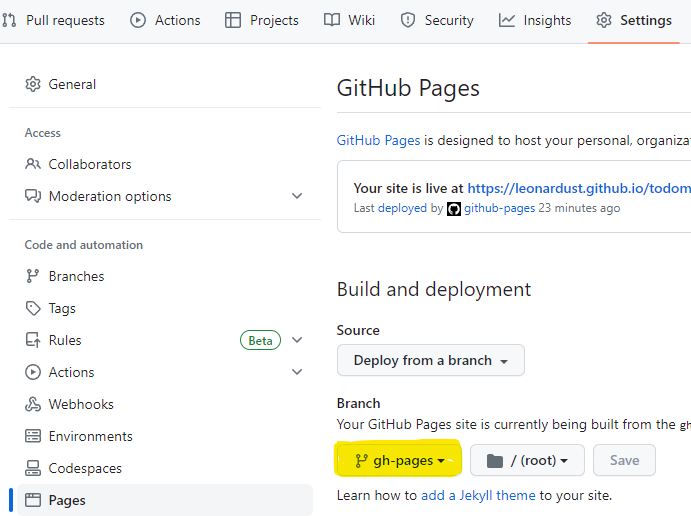 Pull requests
Actions
Projects
Wiki
Security
Insights
Settings
General
Access
Collaborators
Moderation options
Code and automation
Branches
Tags
Rules Beta
Actions
Webhooks
Environments
Codespaces
Pages
GitHub Pages
GitHub Pages is designed to host your personal, organiza
Your site is live at https://leonardust.github.io/todom
Last deployed by github-pages 23 minutes ago
Build and deployment
Source
Deploy from a branch
Branch
Your GitHub Pages site is currently being built from the gh
gh-pages
/ (root)
Save
Learn how to add a Jekyll theme to your site.